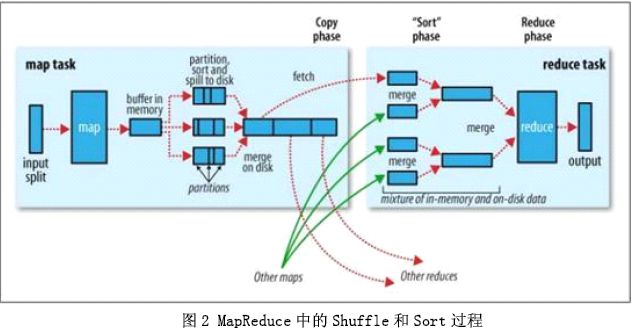 Copy
phase
"Sort"
phase
Reduce
phase
map task
partition,
sort and
spill to disk
fetch
reduce task
buffer in
memory
map
merge
merge
reduce
input
split
merge
on disk
merge
output
partitions
mixture of in-memory and on-disk data
Other maps
Other reduces
图 2 MapReduce 中的 Shuffle 和 Sort 过程